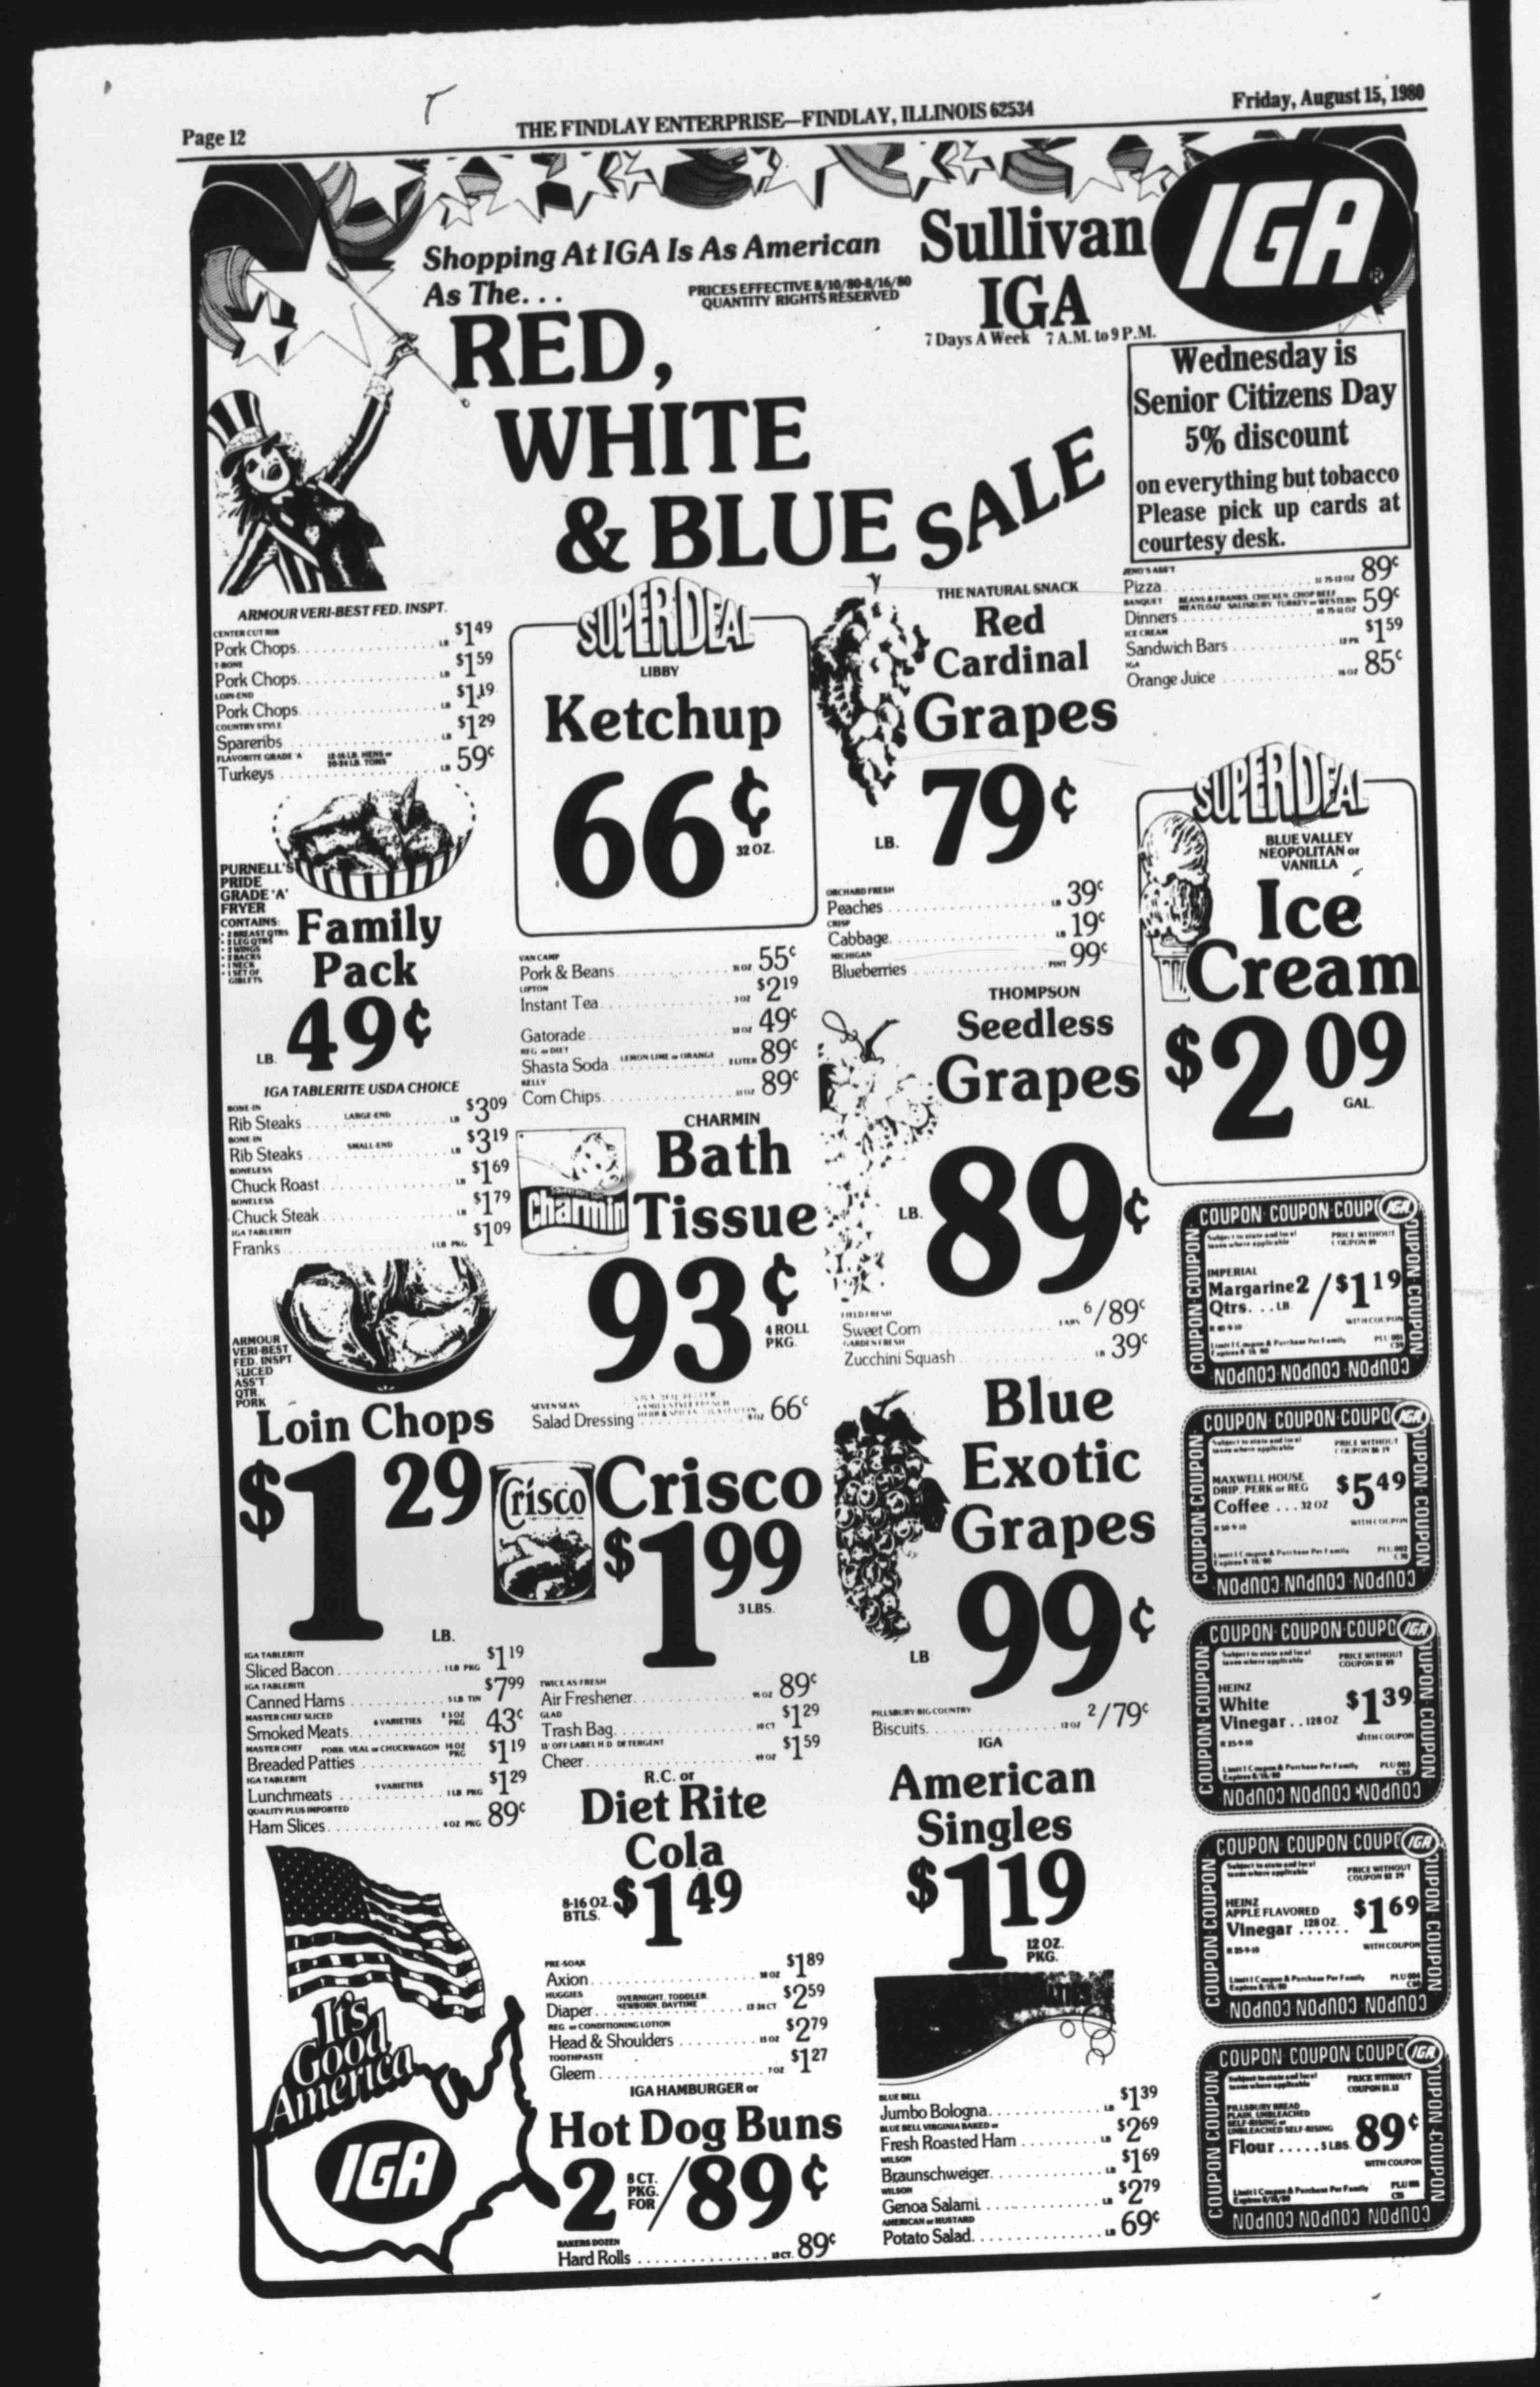 Page 12
THE FINDLAY ENTERPRISE—FINDLAY, ILLINOIS 62534
Friday, August 15, 1980
Shopping At IGA Is As American
As The. . .
PRICES EFFECTIVE 8/10/80-8/16/80
QUANTITY RIGHTS RESERVED
RED,
WHITE
& BLUE SALE
Sullivan
IGA
7 Days A Week 7 A.M. to 9 P.M.
IGA
Wednesday is
Senior Citizens Day
5% discount
on everything but tobacco
Please pick up cards at
courtesy desk.
ARMOUR VERI-BEST FED. INSPT.
CENTER CUT RIB
Pork Chops LB $1 49
T-BONE
Pork Chops LB $1 59
LOIN-END
Pork Chops LB $1 19
COUNTRY STYLE
Spareribs LB $1 29
FLAVORITE GRADE 'A'
Turkeys LB 59¢
PURNELL'S
PRIDE
GRADE 'A'
FRYER
CONTAINS:
• 2 BREAST QTRS
• 2 LEG QTRS
• 2 WINGS
• 2 BACKS
• 1 NECK
• 1 SET OF
GIBLETS
Family
Pack
LB. 49¢
IGA TABLERITE USDA CHOICE
BONE-IN
Rib Steaks LARGE END LB $3 09
BONE-IN
Rib Steaks SMALL END LB $3 19
BONELESS
Chuck Roast LB $1 69
BONELESS
Chuck Steak LB $1 79
IGA TABLERITE
Franks 1 LB PKG $1 09
ARMOUR
VERI-BEST
FED. INSPT
SLICED
ASS'T
QTR.
PORK
Loin Chops
$1 29
LB.
IGA TABLERITE
Sliced Bacon 1 LB PKG $1 19
IGA TABLERITE
Canned Hams 5 LB TIN $7 99
MASTER CHEF SLICED
Smoked Meats 6 VARIETIES PKG 43¢
MASTER CHEF PORK, VEAL or CHUCKWAGON 14 OZ PKG
Breaded Patties $1 19
IGA TABLERITE
Lunchmeats 9 VARIETIES 1 LB PKG $1 29
QUALITY PLUS IMPORTED
Ham Slices 4 OZ PKG 89¢
It's
Good
America
IGA
SUPER DEAL
LIBBY
Ketchup
66¢
32 OZ.
VAN CAMP
Pork & Beans 55¢
LIPTON
Instant Tea 3 OZ $2 19
Gatorade 49¢
REG or DIET
Shasta Soda LEMON LIME or ORANGE 2 LITER 89¢
KELLY
Corn Chips 89¢
CHARMIN
Bath
Tissue
Charmin
93¢
4 ROLL
PKG.
SEVEN SEAS
Salad Dressing 8 OZ 66¢
Crisco
Crisco
$1 99
3 LBS.
TWICE AS FRESH
Air Freshener 89¢
GLAD
Trash Bag 10 CT $1 29
15' OFF LABEL H D DETERGENT
Cheer 49 OZ $1 59
R.C. or
Diet Rite
Cola
8-16 OZ.
BTLS.
$1 49
PRE-SOAK
Axion $1 89
HUGGIES
Diaper OVERNIGHT, TODDLER
NEWBORN, DAYTIME 12-24 CT $2 59
REG or CONDITIONING LOTION
Head & Shoulders $2 79
TOOTHPASTE
Gleem 7 OZ $1 27
IGA HAMBURGER or
Hot Dog Buns
2 8 CT. PKG. FOR / 89¢
BAKERS DOZEN
Hard Rolls 89¢
THE NATURAL SNACK
Red
Cardinal
Grapes
LB. 79¢
ORCHARD FRESH
Peaches LB 39¢
CRISP
Cabbage LB 19¢
MICHIGAN
Blueberries PINT 99¢
THOMPSON
Seedless
Grapes
LB. 89¢
FIELD FRESH
Sweet Corn EARS 6/89¢
GARDEN FRESH
Zucchini Squash LB 39¢
Blue
Exotic
Grapes
LB 99¢
PILLSBURY BIG COUNTRY
Biscuits 12 OZ 2/79¢
IGA
American
Singles
$1 19
12 OZ.
PKG.
BLUE BELL
Jumbo Bologna LB $1 39
BLUE BELL VIRGINIA BAKED or
Fresh Roasted Ham LB $2 69
WILSON
Braunschweiger LB $1 69
WILSON
Genoa Salami LB $2 79
AMERICAN or MUSTARD
Potato Salad LB 69¢
JENO'S ASS'T
Pizza 89¢
BANQUET BEANS & FRANKS, CHICKEN, CHOP BEEF
MEATLOAF, SALISBURY, TURKEY or WESTERN
Dinners 59¢
ICE CREAM
Sandwich Bars 12 PK $1 59
IGA
Orange Juice 16 OZ 85¢
SUPER DEAL
BLUE VALLEY
NEOPOLITAN or
VANILLA
Ice
Cream
$2 09
GAL.
COUPON COUPON COUP IGA
Subject to state and local
taxes where applicable
PRICE WITHOUT
COUPON
IMPERIAL
Margarine 2/$1 19
Qtrs. . . . LB
WITH COUPON
Limit 1 Coupon & Purchase Per Family
Expires 8/16/80
PLU 001
COUPON COUPON COUPON
COUPON COUPON COUPO IGA
Subject to state and local
taxes where applicable
PRICE WITHOUT
COUPON
MAXWELL HOUSE
DRIP, PERK or REG
Coffee . . . 32 OZ $5 49
WITH COUPON
Limit 1 Coupon & Purchase Per Family
Expires 8/16/80
PLU 002
COUPON COUPON COUPON
COUPON COUPON COUPO IGA
Subject to state and local
taxes where applicable
PRICE WITHOUT
COUPON
HEINZ
White
Vinegar . . 128 OZ $1 39
WITH COUPON
Limit 1 Coupon & Purchase Per Family
Expires 8/16/80
PLU 003
COUPON COUPON COUPON
COUPON COUPON COUPO IGA
Subject to state and local
taxes where applicable
PRICE WITHOUT
COUPON
HEINZ
APPLE FLAVORED
Vinegar 128 OZ. $1 69
WITH COUPON
Limit 1 Coupon & Purchase Per Family
Expires 8/16/80
PLU 004
COUPON COUPON COUPON
COUPON COUPON COUPO IGA
Subject to state and local
taxes where applicable
PRICE WITHOUT
COUPON
PILLSBURY BREAD
PLAIN, UNBLEACHED
SELF-RISING or
UNBLEACHED SELF-RISING
Flour . . . . . 5 LBS. 89¢
WITH COUPON
Limit 1 Coupon & Purchase Per Family
Expires 8/16/80
COUPON COUPON COUPON